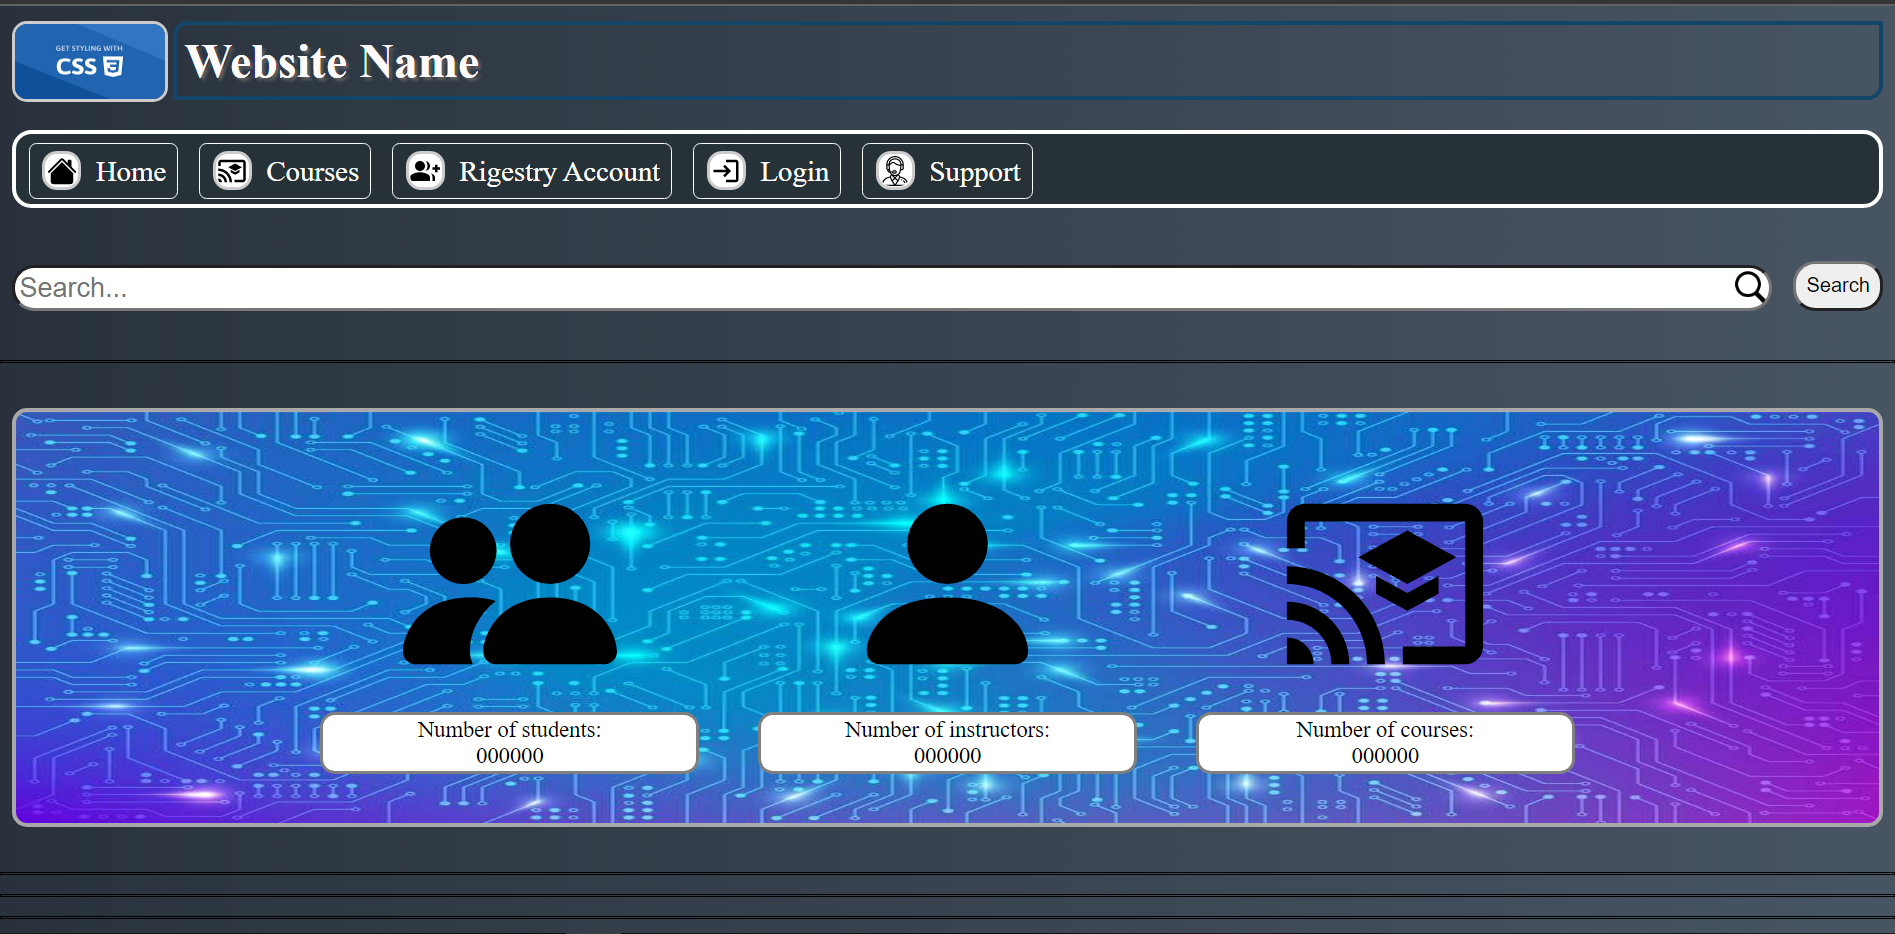 GET STYLING WITH
CSS 3
Website Name
Home
Courses
Rigestry Account
Login
Support
Search...
Search
Number of students:
000000
Number of instructors:
000000
Number of courses:
000000